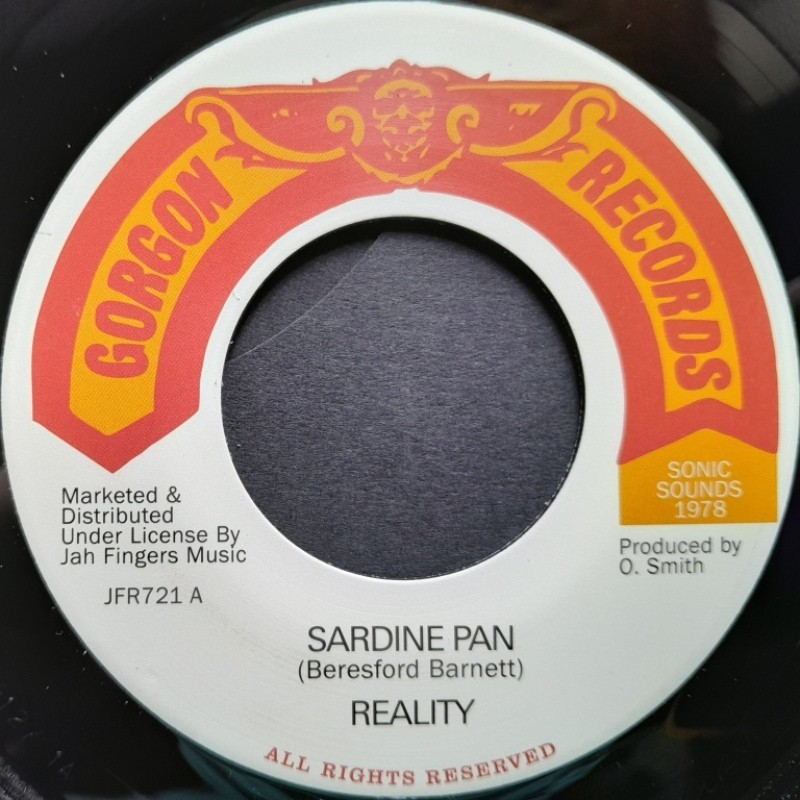 GORGON RECORDS
SONIC
SOUNDS
1978
Marketed &
Distributed
Under License By
Jah Fingers Music
JFR721 A
Produced by
O. Smith
SARDINE PAN
(Beresford Barnett)
REALITY
ALL RIGHTS RESERVED